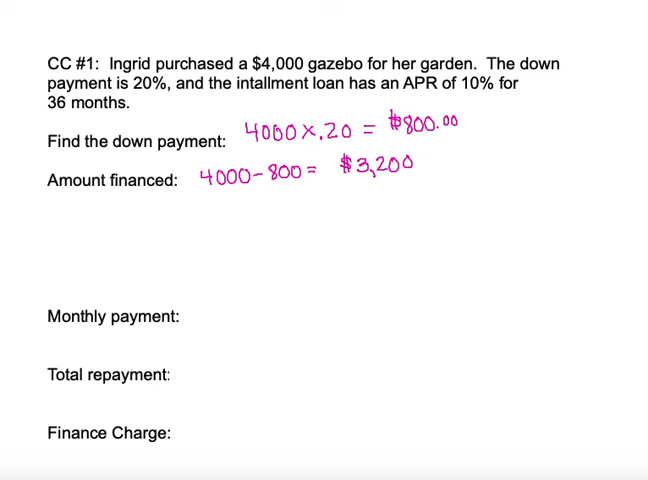 CC #1: Ingrid purchased a $4,000 gazebo for her garden. The down
payment is 20%, and the intallment loan has an APR of 10% for
36 months.
Find the down payment: 4000 x .20 = $800.00
Amount financed: 4000 - 800 = $3,200
Monthly payment:
Total repayment:
Finance Charge: